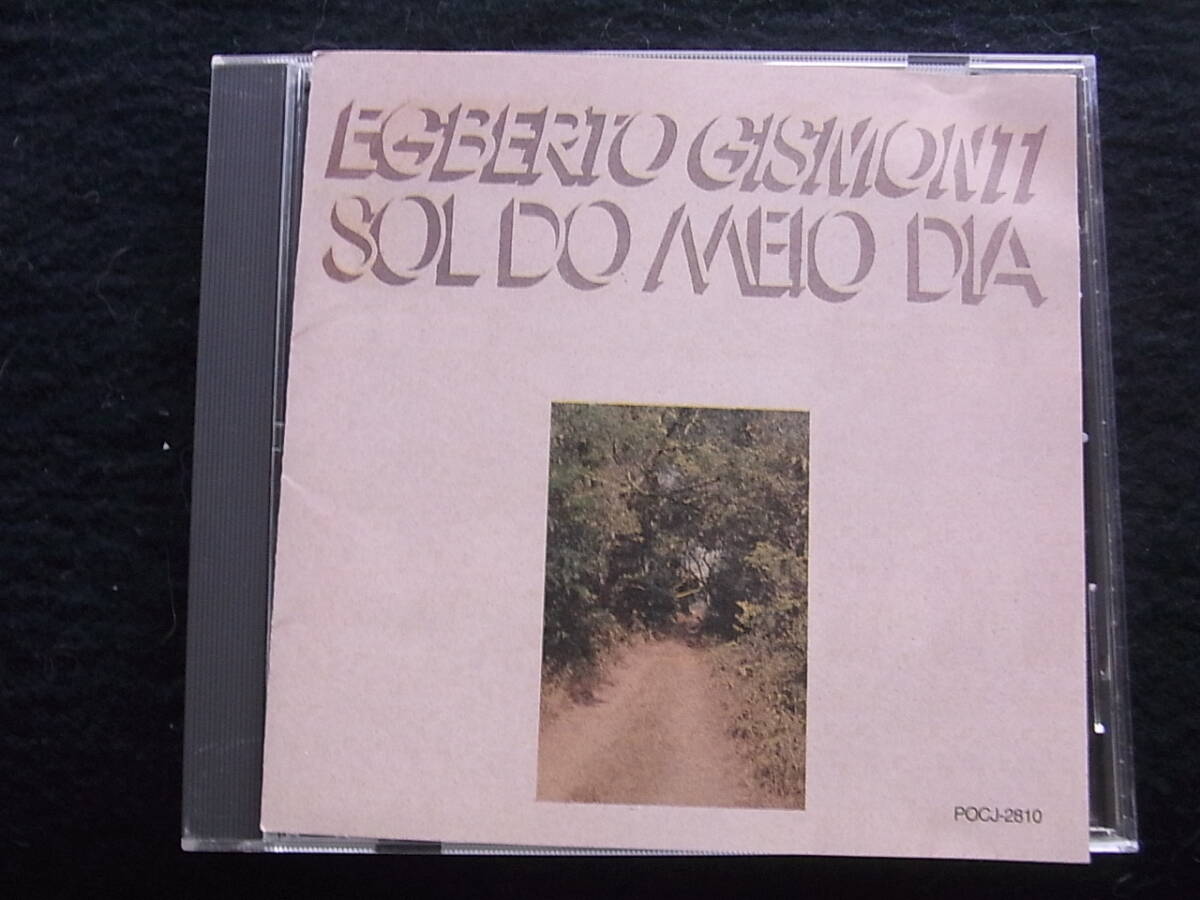 EGBERTO GISMONTI
SOL DO MEIO DIA
POCJ-2810